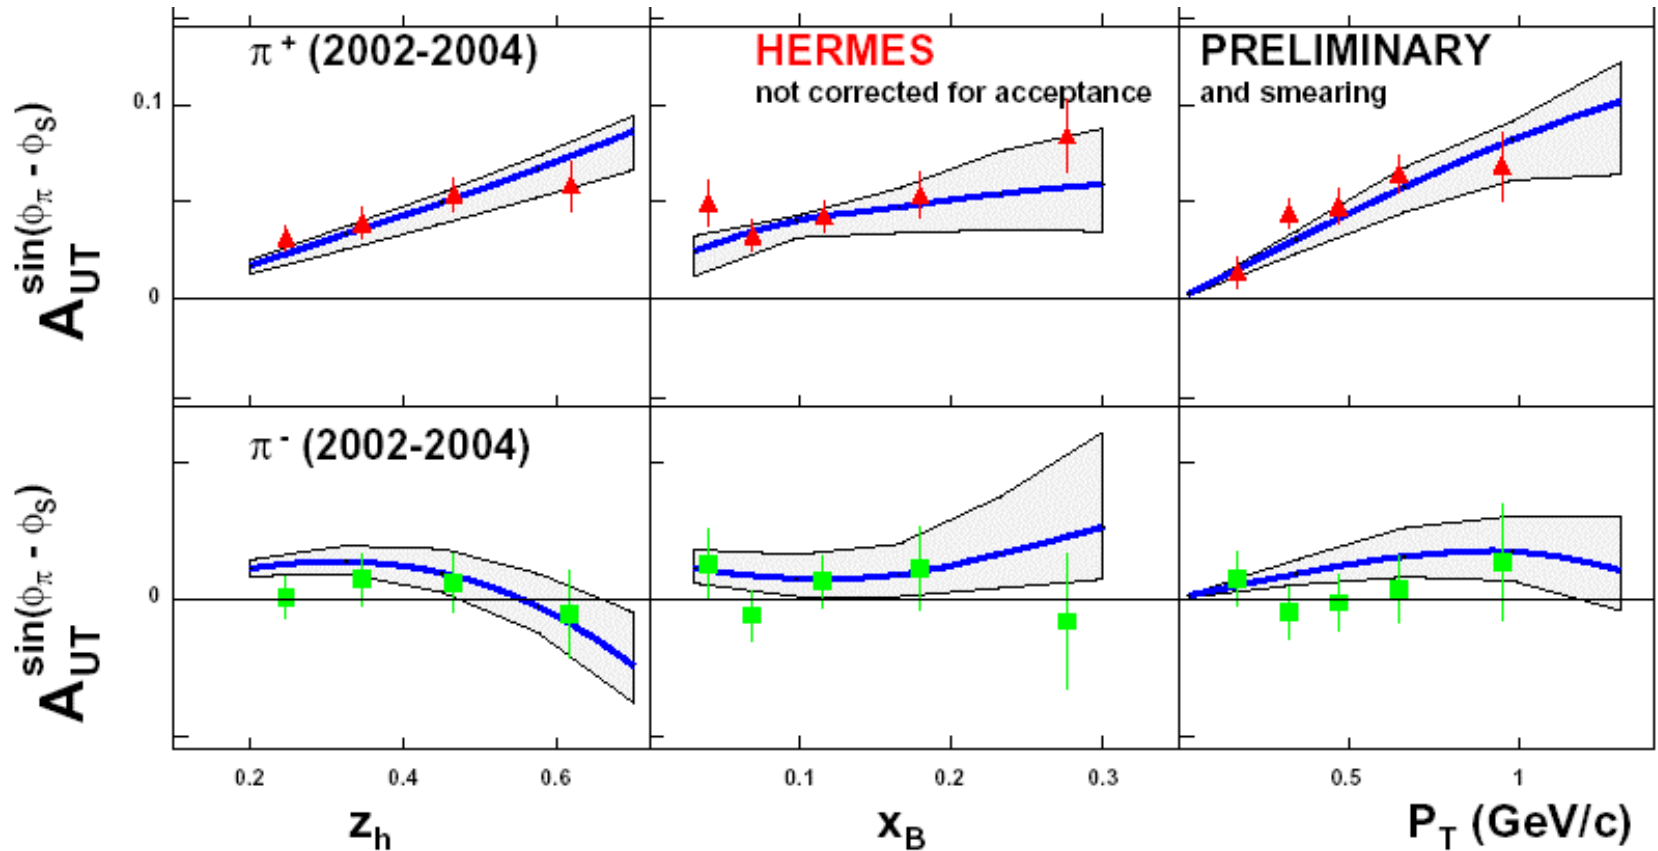 π+ (2002-2004)
HERMES
PRELIMINARY
not corrected for acceptance
and smearing
0.1
0
A_UT^sin(φ_π - φ_S)
π- (2002-2004)
0
A_UT^sin(φ_π - φ_S)
0.2 0.4 0.6 0.1 0.2 0.3 0.5 1
z_h x_B P_T (GeV/c)